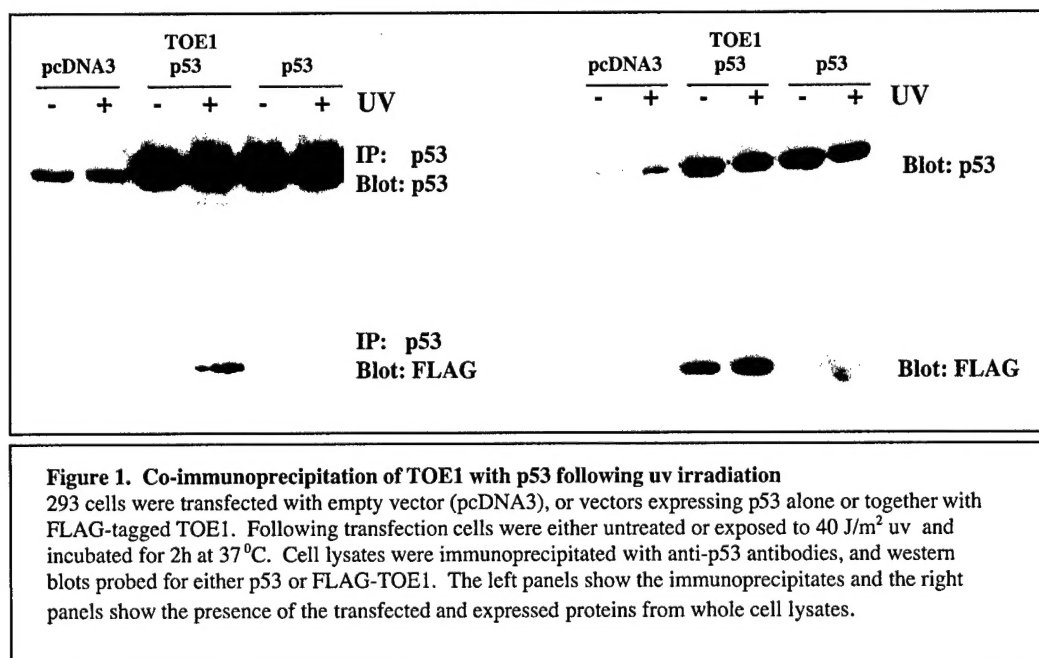 TOE1
pcDNA3 p53 p53
- + - + - + UV
IP: p53
Blot: p53
IP: p53
Blot: FLAG
TOE1
pcDNA3 p53 p53
- + - + - + UV
Blot: p53
Blot: FLAG
Figure 1. Co-immunoprecipitation of TOE1 with p53 following uv irradiation
293 cells were transfected with empty vector (pcDNA3), or vectors expressing p53 alone or together with
FLAG-tagged TOE1. Following transfection cells were either untreated or exposed to 40 J/m² uv and
incubated for 2h at 37⁰C. Cell lysates were immunoprecipitated with anti-p53 antibodies, and western
blots probed for either p53 or FLAG-TOE1. The left panels show the immunoprecipitates and the right
panels show the presence of the transfected and expressed proteins from whole cell lysates.